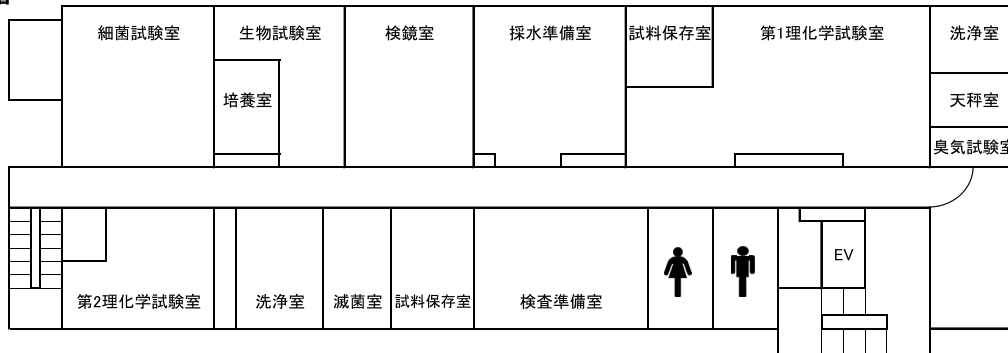 細菌試験室
生物試験室
検鏡室
採水準備室
試料保存室
第1理化学試験室
洗浄室
培養室
天秤室
臭気試験室
EV
第2理化学試験室
洗浄室
滅菌室
試料保存室
検査準備室